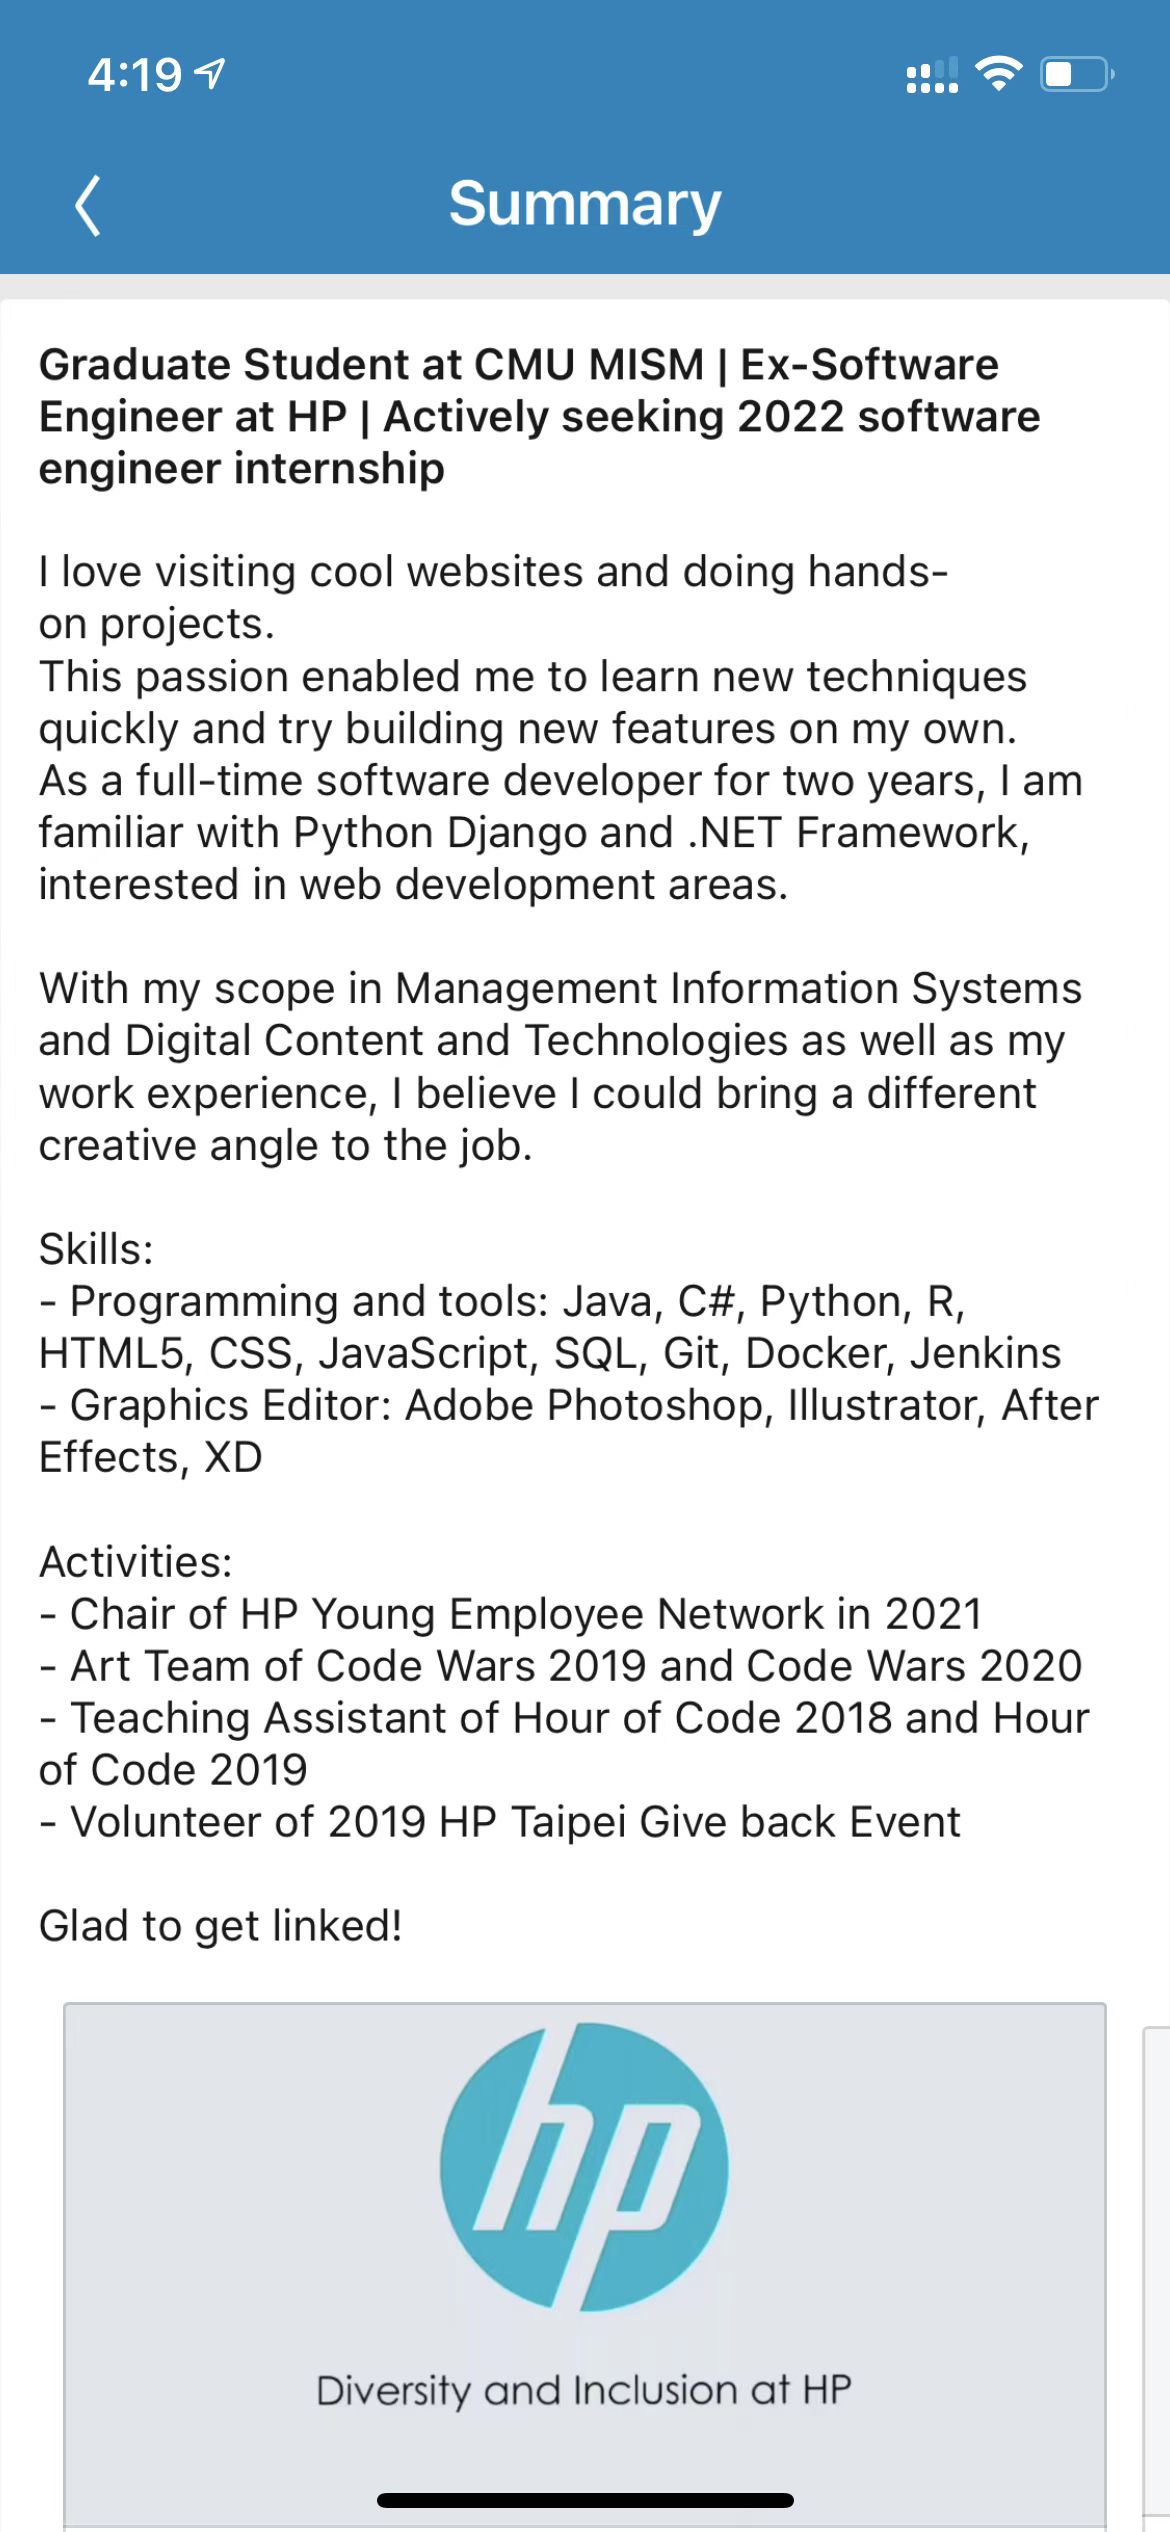 4:19
Summary
Graduate Student at CMU MISM | Ex-Software
Engineer at HP | Actively seeking 2022 software
engineer internship
I love visiting cool websites and doing hands-
on projects.
This passion enabled me to learn new techniques
quickly and try building new features on my own.
As a full-time software developer for two years, I am
familiar with Python Django and .NET Framework,
interested in web development areas.
With my scope in Management Information Systems
and Digital Content and Technologies as well as my
work experience, I believe I could bring a different
creative angle to the job.
Skills:
- Programming and tools: Java, C#, Python, R,
HTML5, CSS, JavaScript, SQL, Git, Docker, Jenkins
- Graphics Editor: Adobe Photoshop, Illustrator, After
Effects, XD
Activities:
- Chair of HP Young Employee Network in 2021
- Art Team of Code Wars 2019 and Code Wars 2020
- Teaching Assistant of Hour of Code 2018 and Hour
of Code 2019
- Volunteer of 2019 HP Taipei Give back Event
Glad to get linked!
hp
Diversity and Inclusion at HP